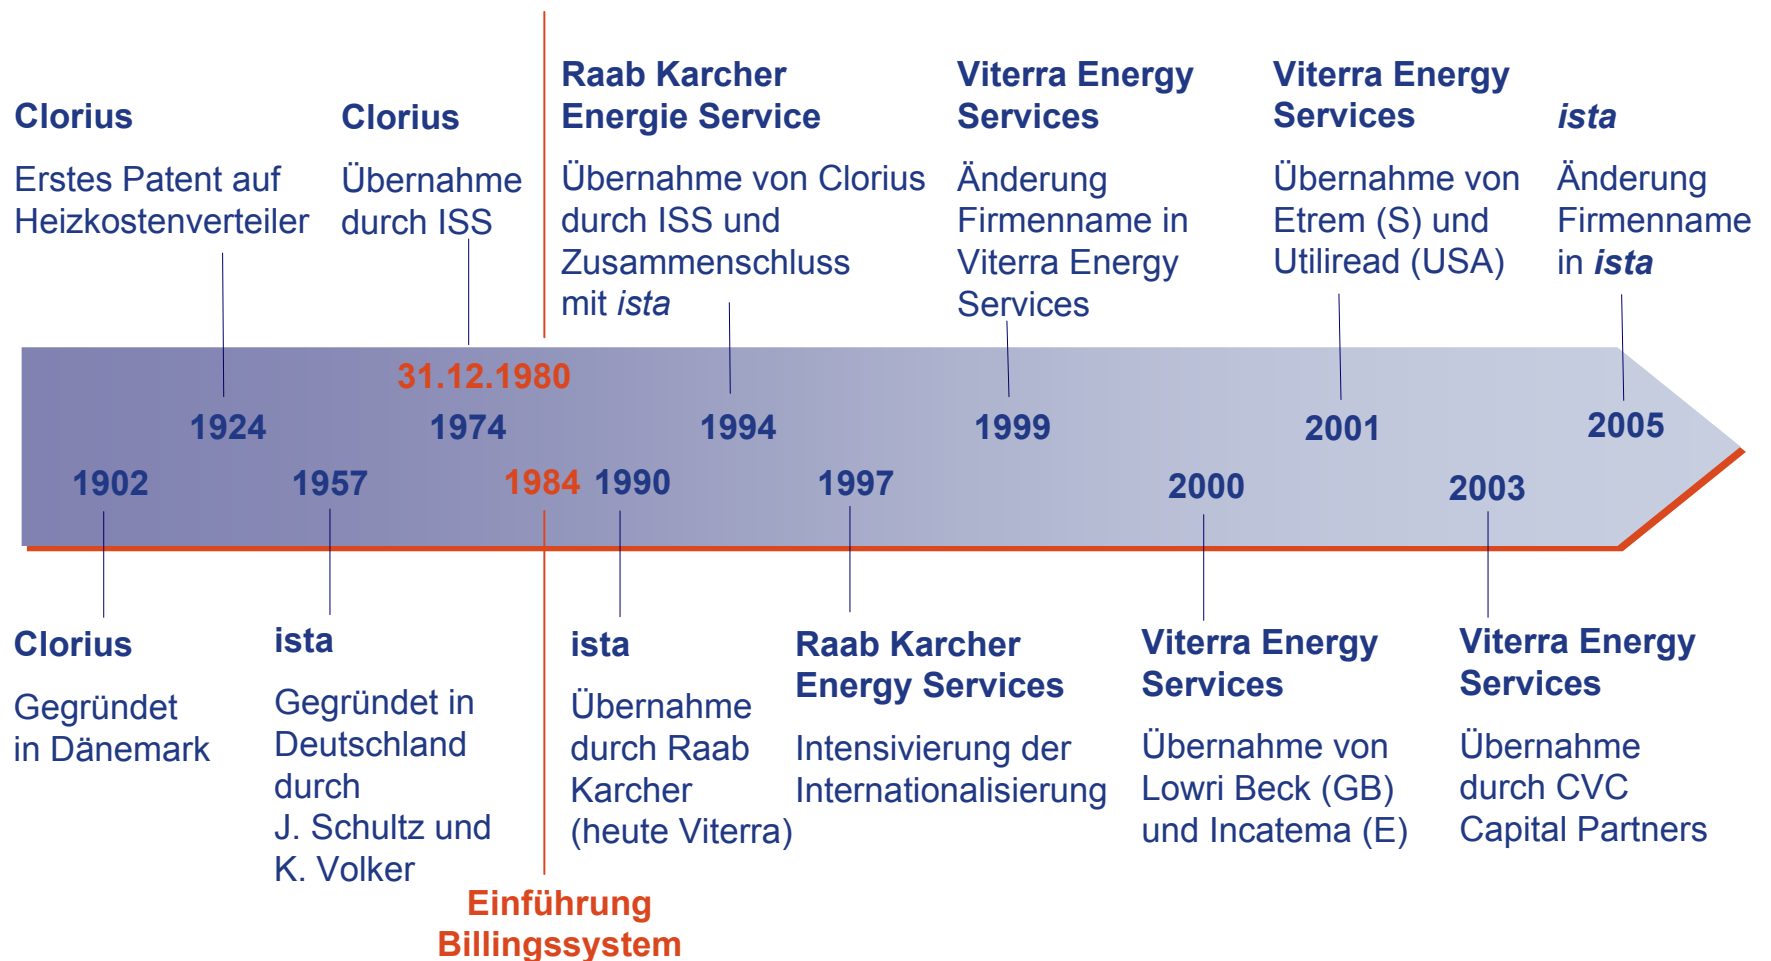 Clorius
Erstes Patent auf
Heizkostenverteiler
Clorius
Übernahme
durch ISS
Raab Karcher
Energie Service
Übernahme von Clorius
durch ISS und
Zusammenschluss
mit ista
Viterra Energy
Services
Änderung
Firmenname in
Viterra Energy
Services
Viterra Energy
Services
Übernahme von
Etrem (S) und
Utiliread (USA)
ista
Änderung
Firmenname
in ista
31.12.1980
1924
1974
1994
1999
2001
2005
1902
1957
1984
1990
1997
2000
2003
Clorius
Gegründet
in Dänemark
ista
Gegründet in
Deutschland
durch
J. Schultz und
K. Volker
Einführung
Billingssystem
ista
Übernahme
durch Raab
Karcher
(heute Viterra)
Raab Karcher
Energy Services
Intensivierung der
Internationalisierung
Viterra Energy
Services
Übernahme von
Lowri Beck (GB)
und Incatema (E)
Viterra Energy
Services
Übernahme
durch CVC
Capital Partners